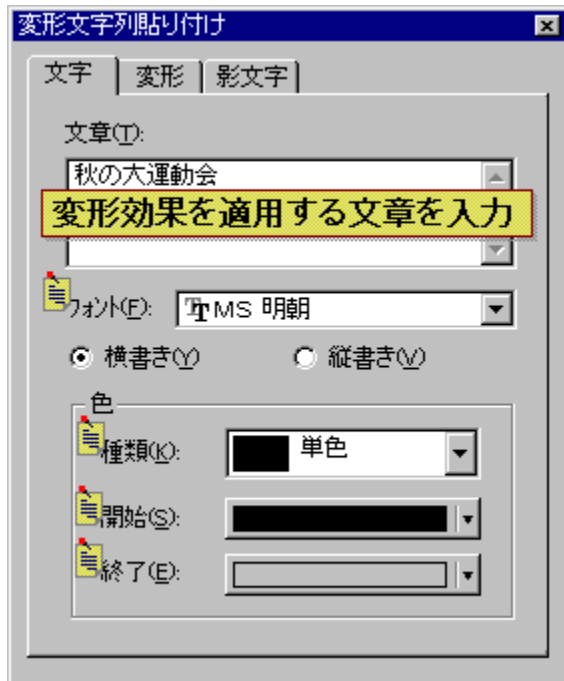 変形文字列貼り付け
文字 変形 影文字
文章(T):
秋の大運動会
変形効果を適用する文章を入力
フォント(F): MS 明朝
横書き(Y) 縦書き(V)
色
種類(K): 単色
開始(S):
終了(E):